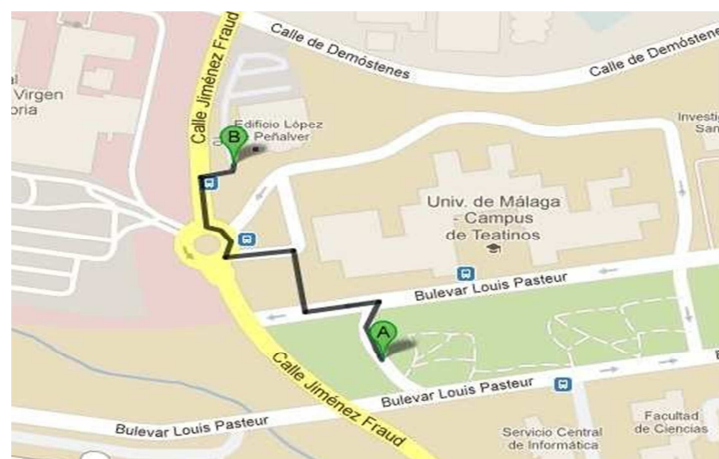 Calle de Demóstenes
Calle de Demóstenes
Calle Jiménez Fraud
Virgen
Edificio López
Peñalver
B
Investig
Univ. de Málaga
- Campus
de Teatinos
Bulevar Louis Pasteur
A
Calle Jiménez Fraud
Bulevar Louis Pasteur
Bulevar Louis Pasteur
Servicio Central
de Informática
Facultad
de Ciencias